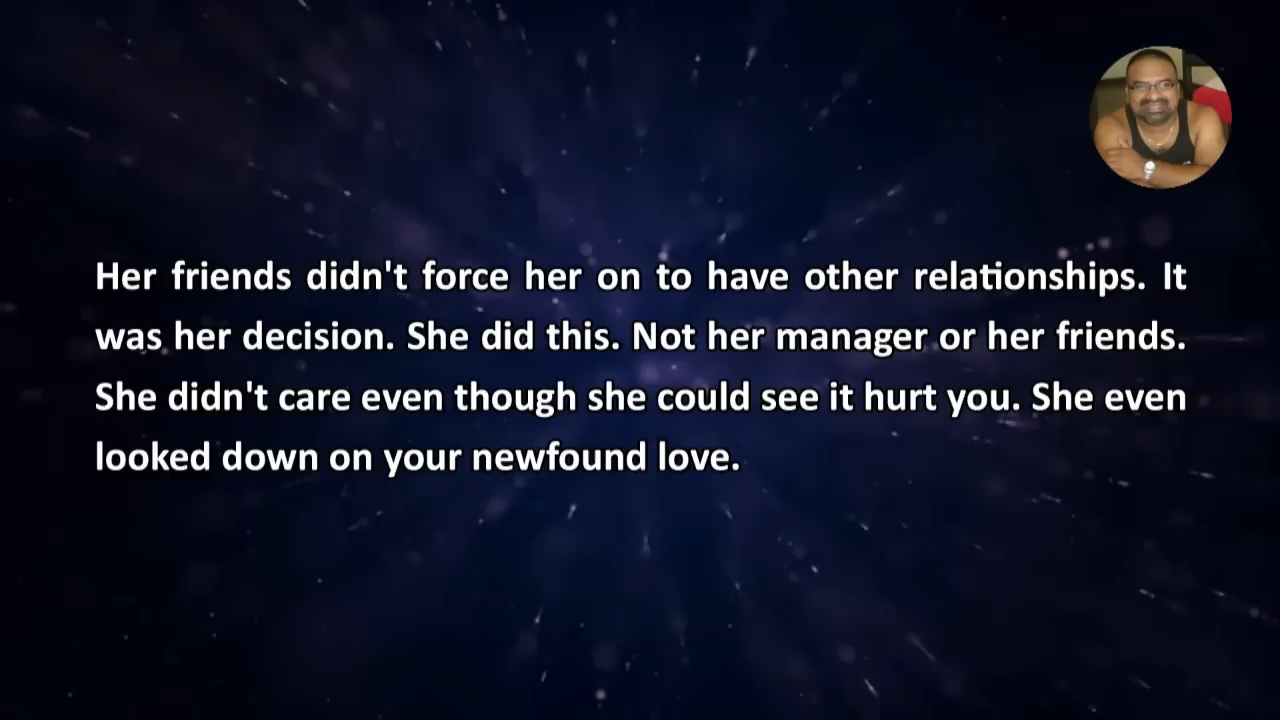 Her friends didn't force her on to have other relationships. It
was her decision. She did this. Not her manager or her friends.
She didn't care even though she could see it hurt you. She even
looked down on your newfound love.